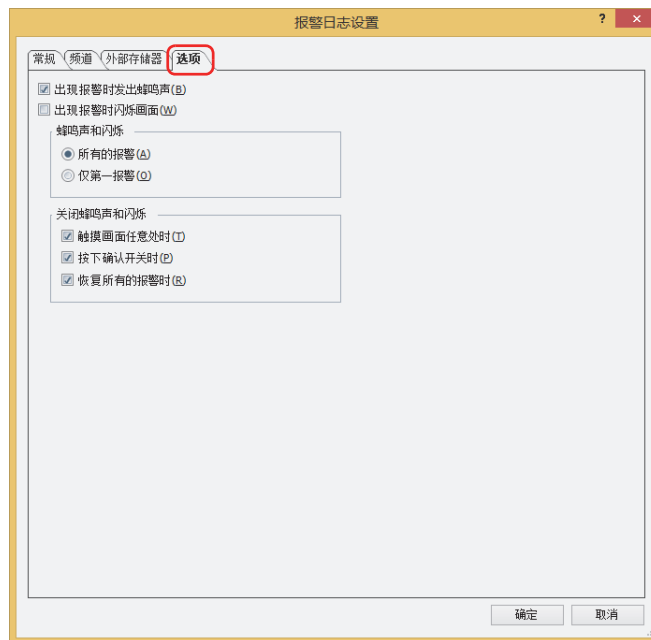 报警日志设置
? ×
常规 频道 外部存储器 选项
出现报警时发出蜂鸣声(B)
出现报警时闪烁画面(W)
蜂鸣声和闪烁
所有的报警(A)
仅第一报警(O)
关闭蜂鸣声和闪烁
触摸画面任意处时(T)
按下确认开关时(P)
恢复所有的报警时(R)
确定 取消